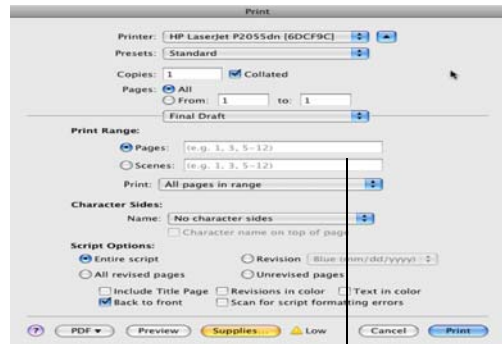 Print
Printer: HP LaserJet P2055dn [6DCF9C]
Presets: Standard
Copies: 1 Collated
Pages: All
From: 1 to: 1
Final Draft
Print Range:
Pages: (e.g. 1, 3, 5-12)
Scenes: (e.g. 1, 3, 5-12)
Print: All pages in range
Character Sides:
Name: No character sides
Character name on top of page
Script Options:
Entire script Revision Blue (mm/dd/yyyy)
All revised pages Unrevised pages
Include Title Page Revisions in color Text in color
Back to front Scan for script formatting errors
? PDF Preview Supplies... Low Cancel Print